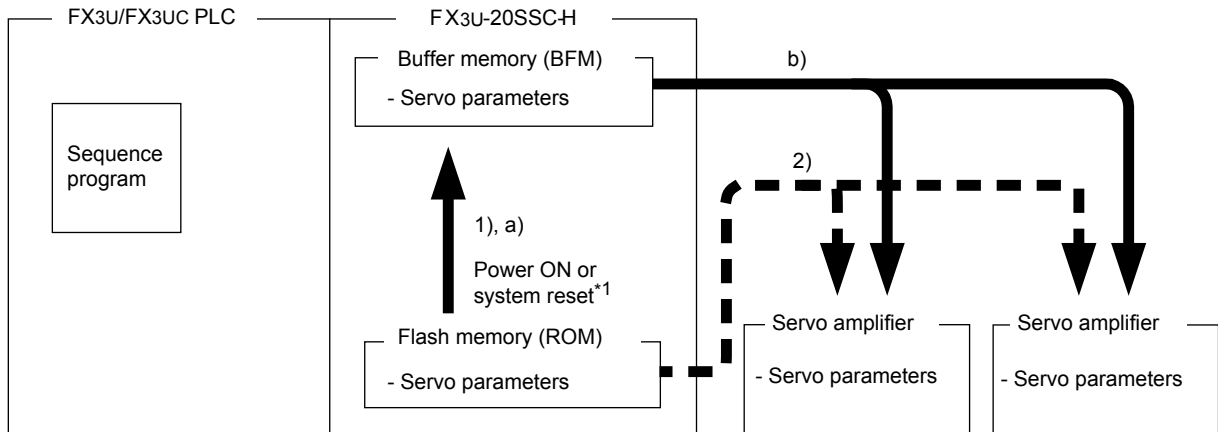 FX3U/FX3UC PLC
FX3U-20SSC-H
Buffer memory (BFM)
- Servo parameters
b)
Sequence
program
2)
1), a)
Power ON or
system reset*1
Flash memory (ROM)
- Servo parameters
Servo amplifier
- Servo parameters
Servo amplifier
- Servo parameters